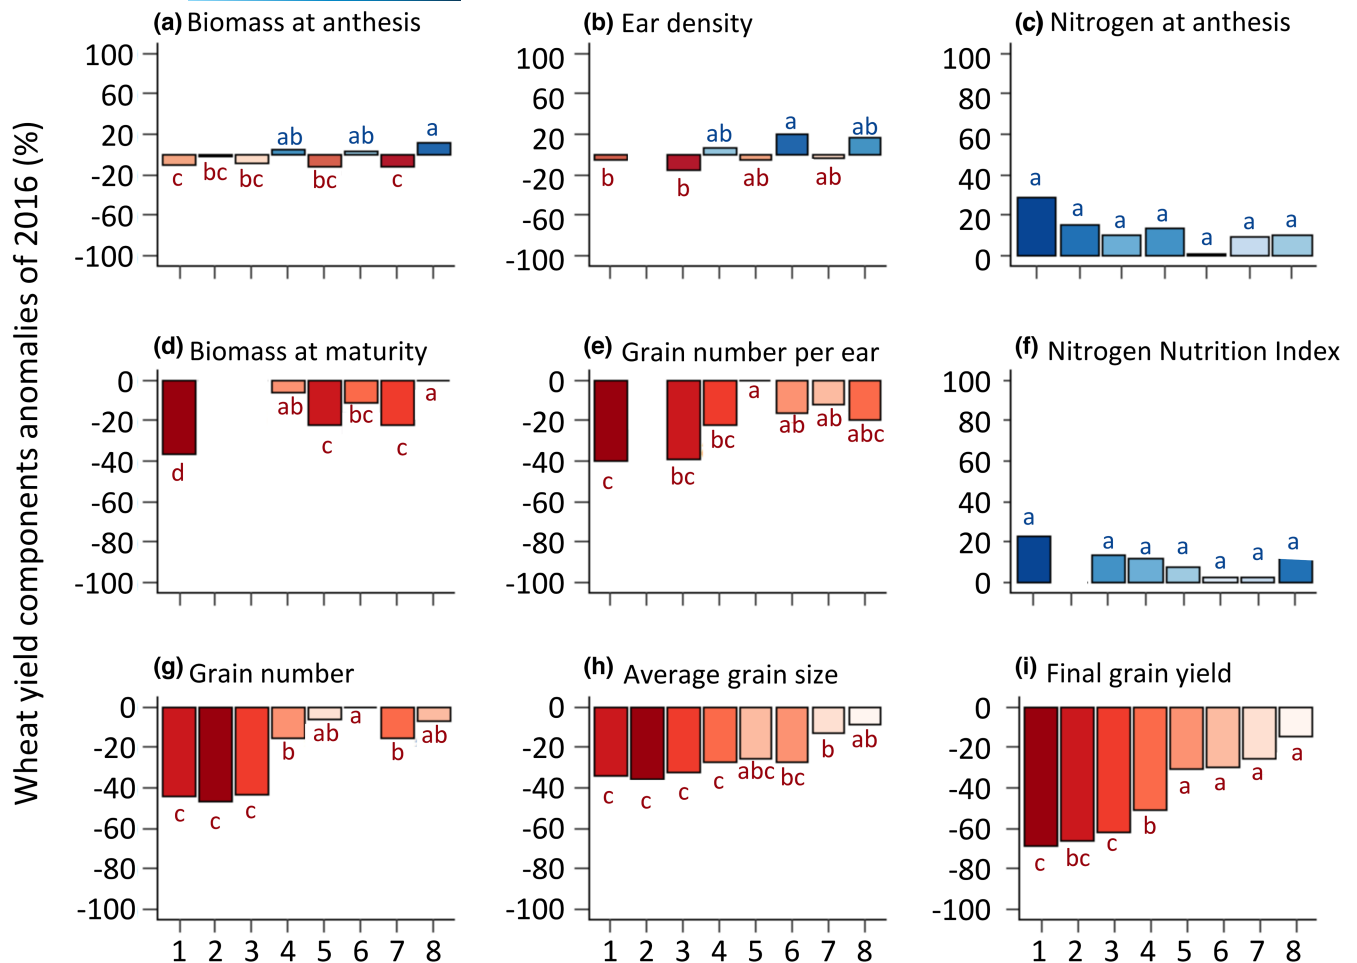 Wheat yield components anomalies of 2016 (%)
(a) Biomass at anthesis
100
60
20
-20
-60
-100
c bc bc ab bc ab c a
(b) Ear density
100
60
20
-20
-60
-100
b b ab ab a ab ab
(c) Nitrogen at anthesis
100
80
60
40
20
0
a a a a a a a
(d) Biomass at maturity
0
-20
-40
-60
-80
-100
d ab c bc c a
(e) Grain number per ear
0
-20
-40
-60
-80
-100
c bc bc a ab ab abc
(f) Nitrogen Nutrition Index
100
80
60
40
20
0
a a a a a a a
(g) Grain number
0
-20
-40
-60
-80
-100
c c c b ab a b ab
1 2 3 4 5 6 7 8
(h) Average grain size
0
-20
-40
-60
-80
-100
c c c c abc bc b ab
1 2 3 4 5 6 7 8
(i) Final grain yield
0
-20
-40
-60
-80
-100
c bc c b a a a a
1 2 3 4 5 6 7 8